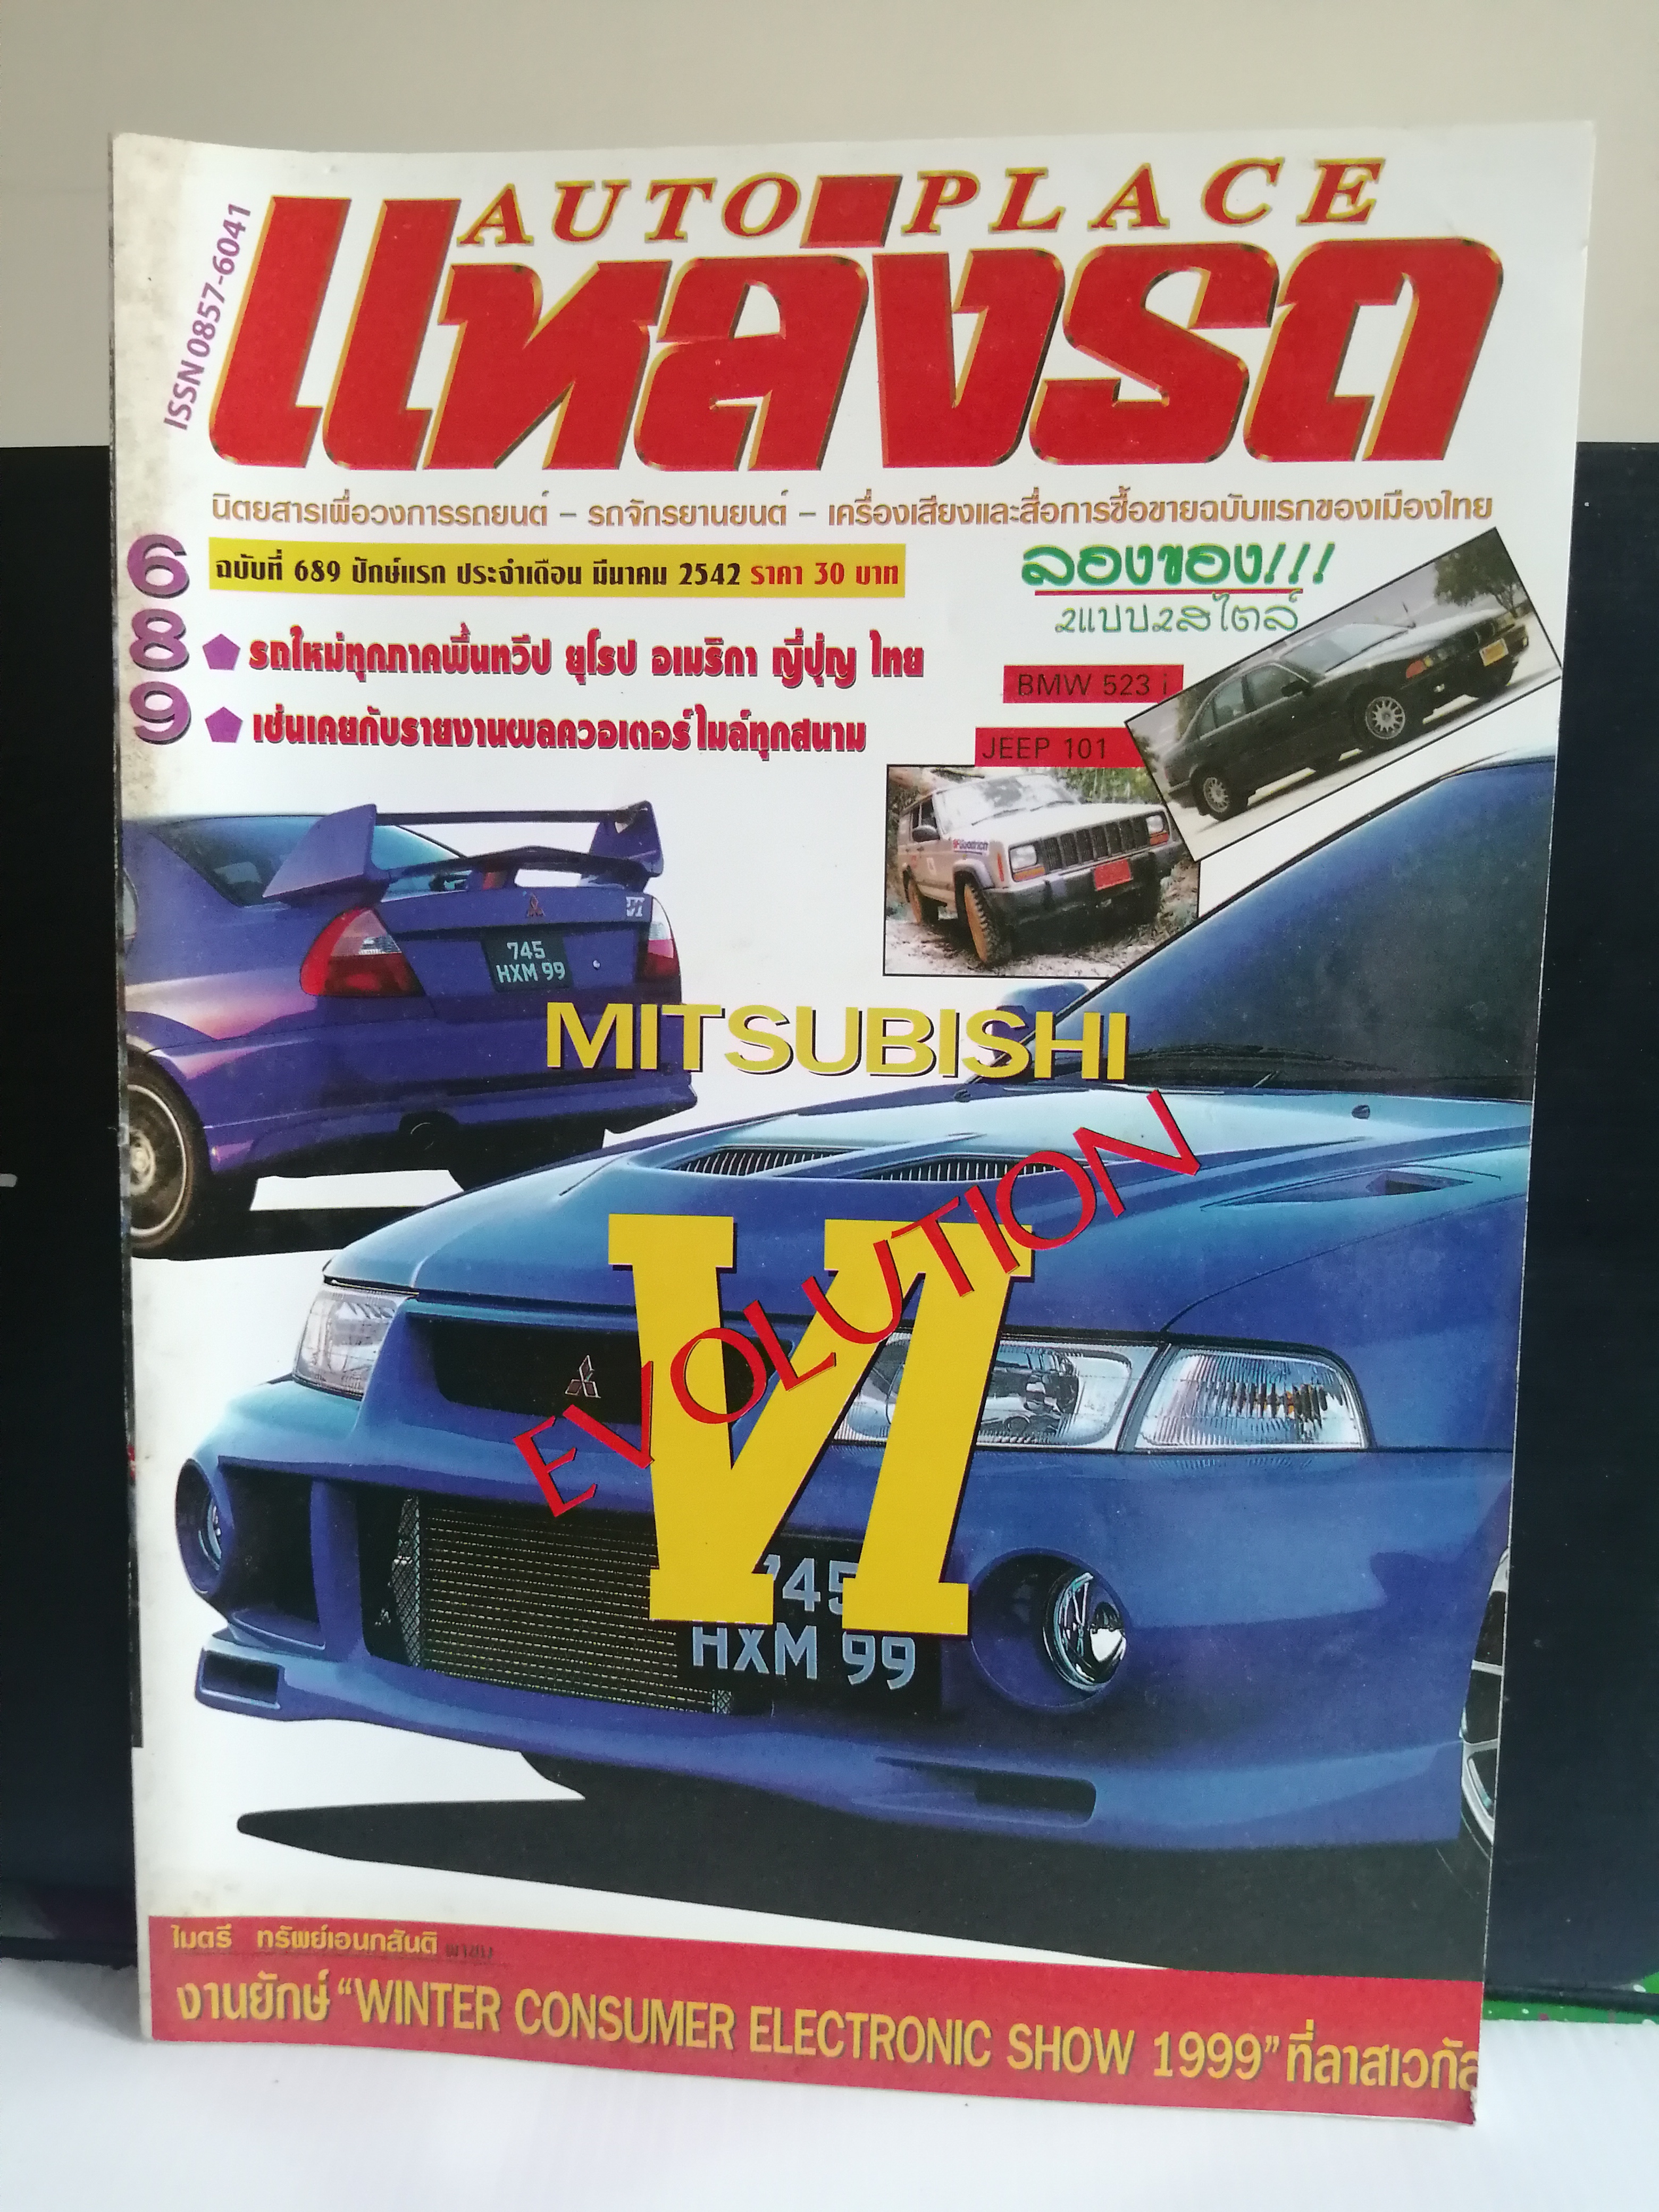 AUTO PLACE
แหล่งรถ
ISSN 0857-6041
นิตยสารเพื่อวงการรถยนต์ - รถจักรยานยนต์ - เครื่องเสียงและสื่อการซื้อขายฉบับแรกของเมืองไทย
689
ฉบับที่ 689 ปักษ์แรก ประจำเดือน มีนาคม 2542 ราคา 30 บาท
รถใหม่ทุกภาคพื้นทวีป ยุโรป อเมริกา ญี่ปุ่น ไทย
เช่นเคยกับรายงานผลควอเตอร์ไมล์ทุกสนาม
ลองของ!!!
2แบบ2สไตล์
BMW 523 i
JEEP 101
VI
745
HXM 99
MITSUBISHI
EVOLUTION
VI
745
HXM 99
ไมตรี ทรัพย์เอนกสันติ
งานยักษ์ "WINTER CONSUMER ELECTRONIC SHOW 1999" ที่ลาสเวกัส